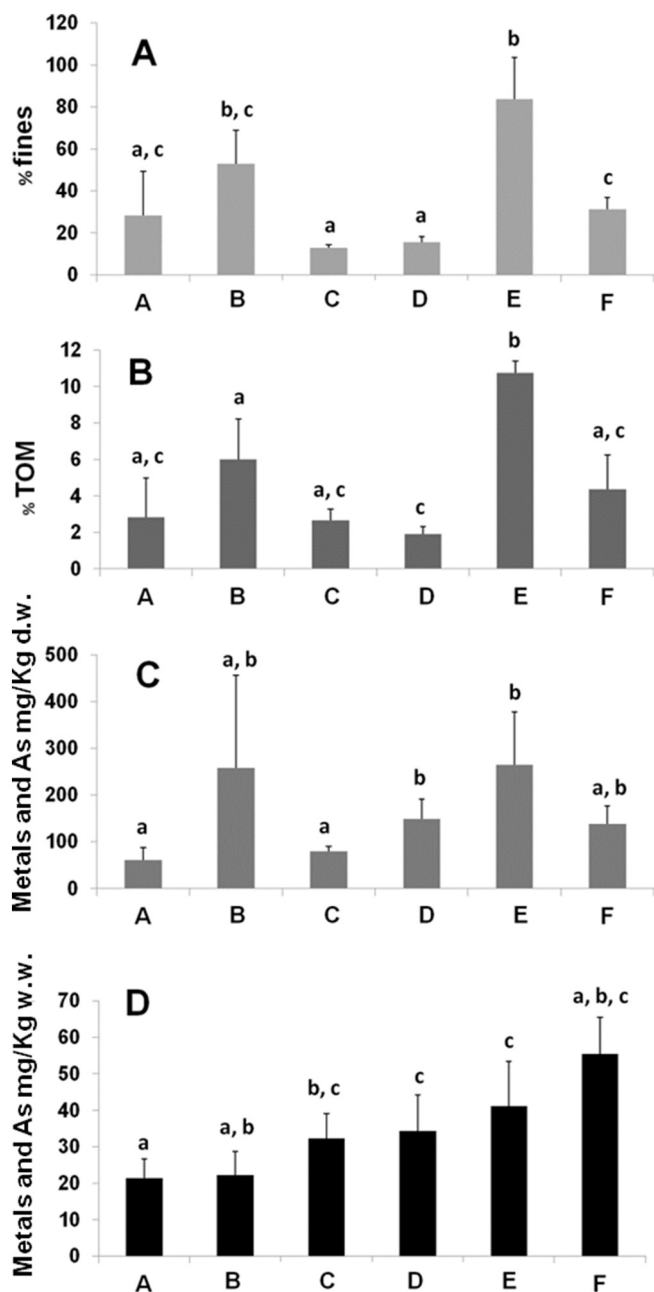 120
A
b
100
b, c
80
% fines
60
a, c
c
40
a
a
20
0
A B C D E F
12
B
b
10
a
8
% TOM
a, c
6
a, c
a, c
4
c
2
0
A B C D E F
Metals and As mg/Kg d.w.
500
C
a, b
400
b
300
b
a, b
200
a
a
100
0
A B C D E F
Metals and As mg/Kg w.w.
70
D
a, b, c
60
c
50
b, c
c
40
a
a, b
30
20
10
0
A B C D E F